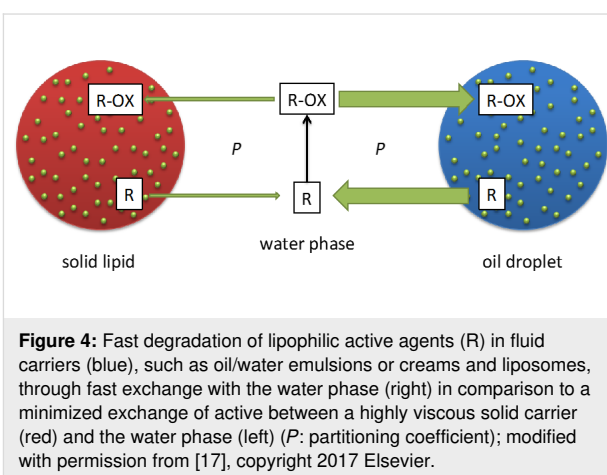 R-OX R-OX R-OX
P P
R R R
water phase
solid lipid oil droplet
Figure 4: Fast degradation of lipophilic active agents (R) in fluid
carriers (blue), such as oil/water emulsions or creams and liposomes,
through fast exchange with the water phase (right) in comparison to a
minimized exchange of active between a highly viscous solid carrier
(red) and the water phase (left) (P: partitioning coefficient); modified
with permission from [17], copyright 2017 Elsevier.